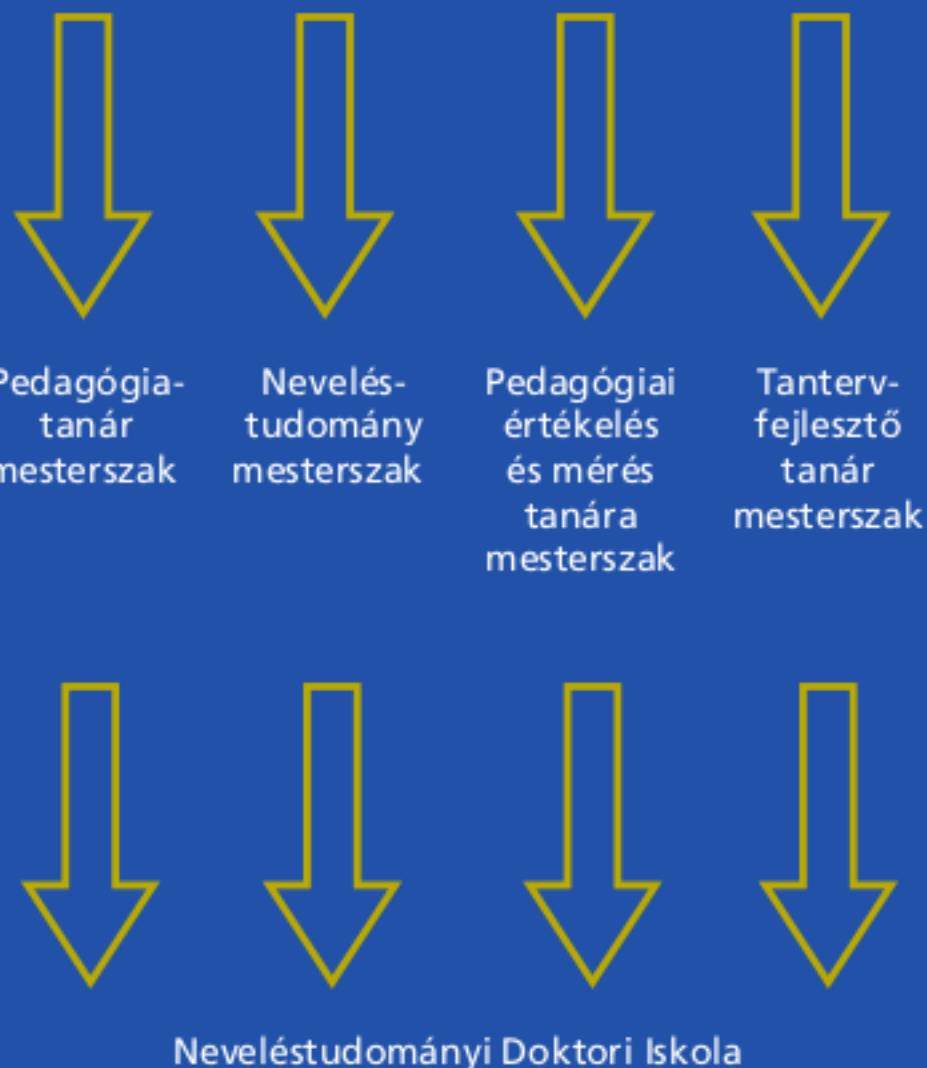 Pedagógia-
tanár
mesterszak
Nevelés-
tudomány
mesterszak
Pedagógiai
értékelés
és mérés
tanára
mesterszak
Tanterv-
fejlesztő
tanár
mesterszak
Neveléstudományi Doktori Iskola